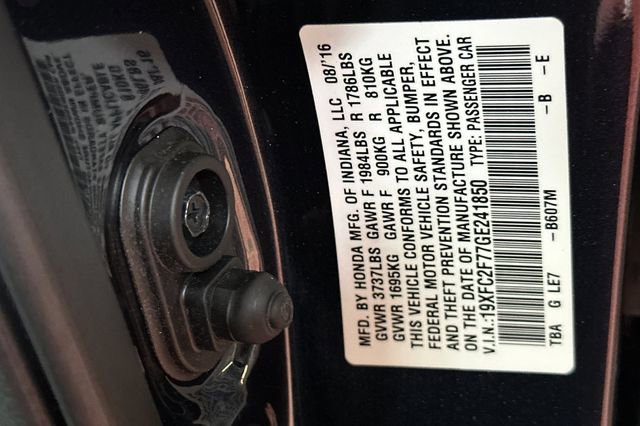 MFD. BY HONDA MFG. OF INDIANA, LLC 08/'16
GVWR 3737LBS GAWR F 1984LBS R 1786LBS
GVWR 1695KG GAWR F 900KG R 810KG
THIS VEHICLE CONFORMS TO ALL APPLICABLE
FEDERAL MOTOR VEHICLE SAFETY, BUMPER,
AND THEFT PREVENTION STANDARDS IN EFFECT
ON THE DATE OF MANUFACTURE SHOWN ABOVE.
V.I.N.:19XFC2F77GE241850 TYPE: PASSENGER CAR
TBA G LE7 -B607M -B -E